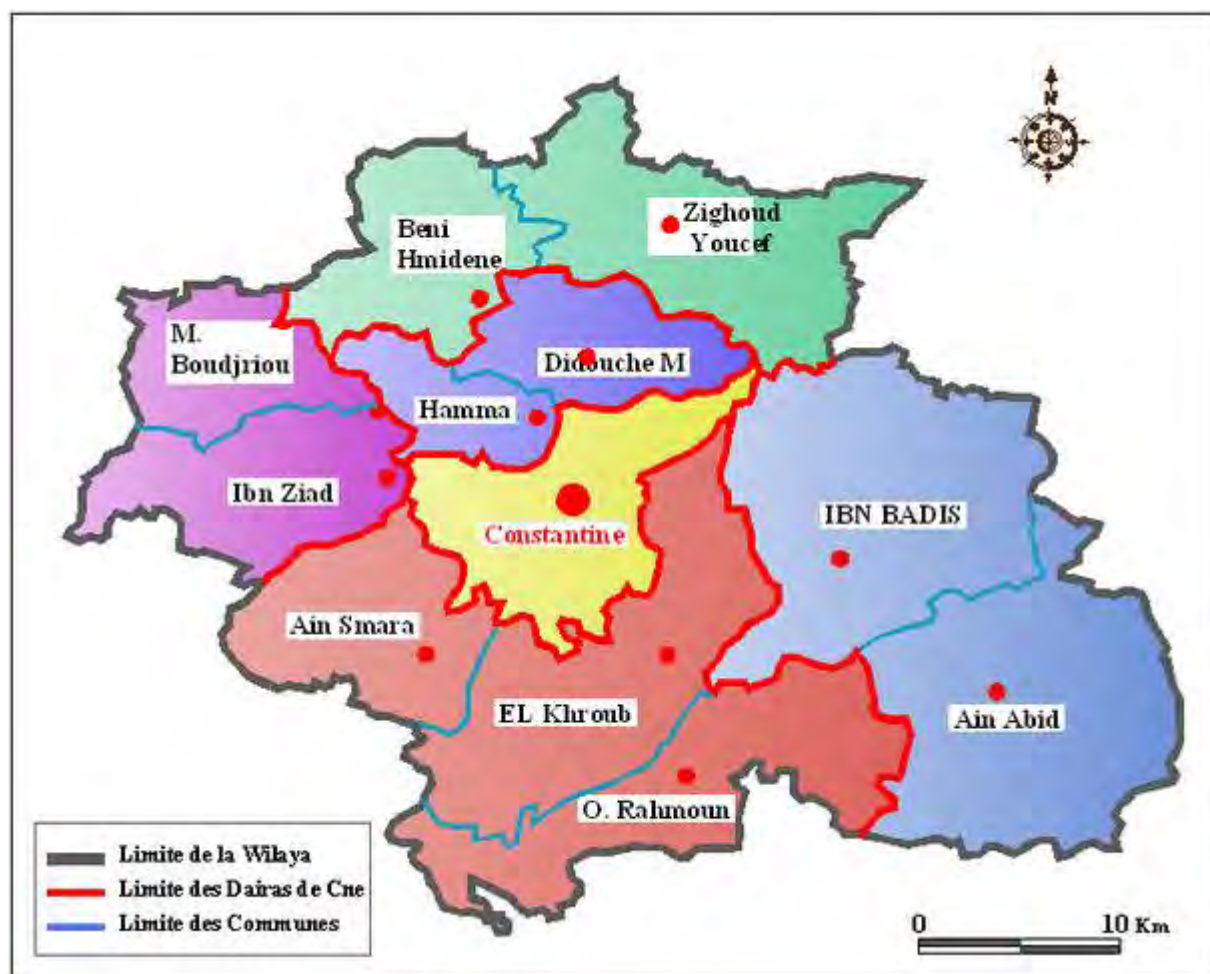 N
Zighoud
Youcef
Beni
Hmidene
M.
Boudjriou
Didouche M
Hamma
Ibn Ziad
IBN BADIS
Constantine
Ain Smara
EL Khroub
Ain Abid
O. Rahmoun
Limite de la Wilaya
Limite des Dairas de Cne
Limite des Communes
0 10 Km